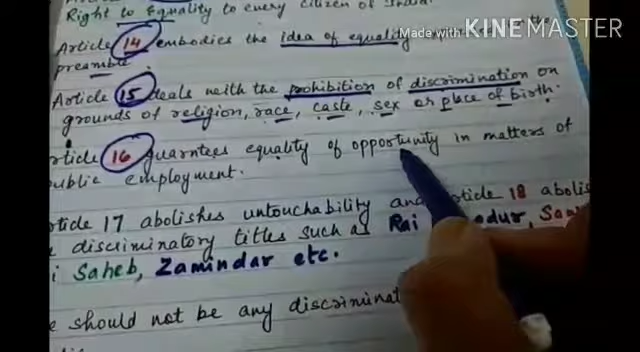 Right to Equality to every citizen of India.
Made with KINEMASTER
Article 14 embodies the idea of equality
preamble.
Article 15 deals with the prohibition of discrimination on
grounds of religion, race, caste, sex or place of birth.
rticle 16 guarntees equality of opportunity in matters of
ublic employment.
ticle 17 abolishes untouchability and ticle 18 abolis
discriminatory titles such as Rai dur,
i Saheb, Zamindar etc.
e should not be any discriminat